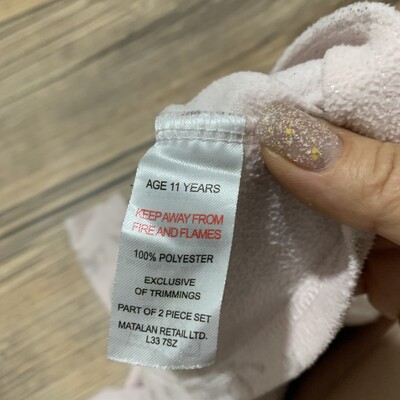 AGE 11 YEARS
KEEP AWAY FROM
FIRE AND FLAMES
100% POLYESTER
EXCLUSIVE
OF TRIMMINGS
PART OF 2 PIECE SET
MATALAN RETAIL LTD.
L33 7SZ